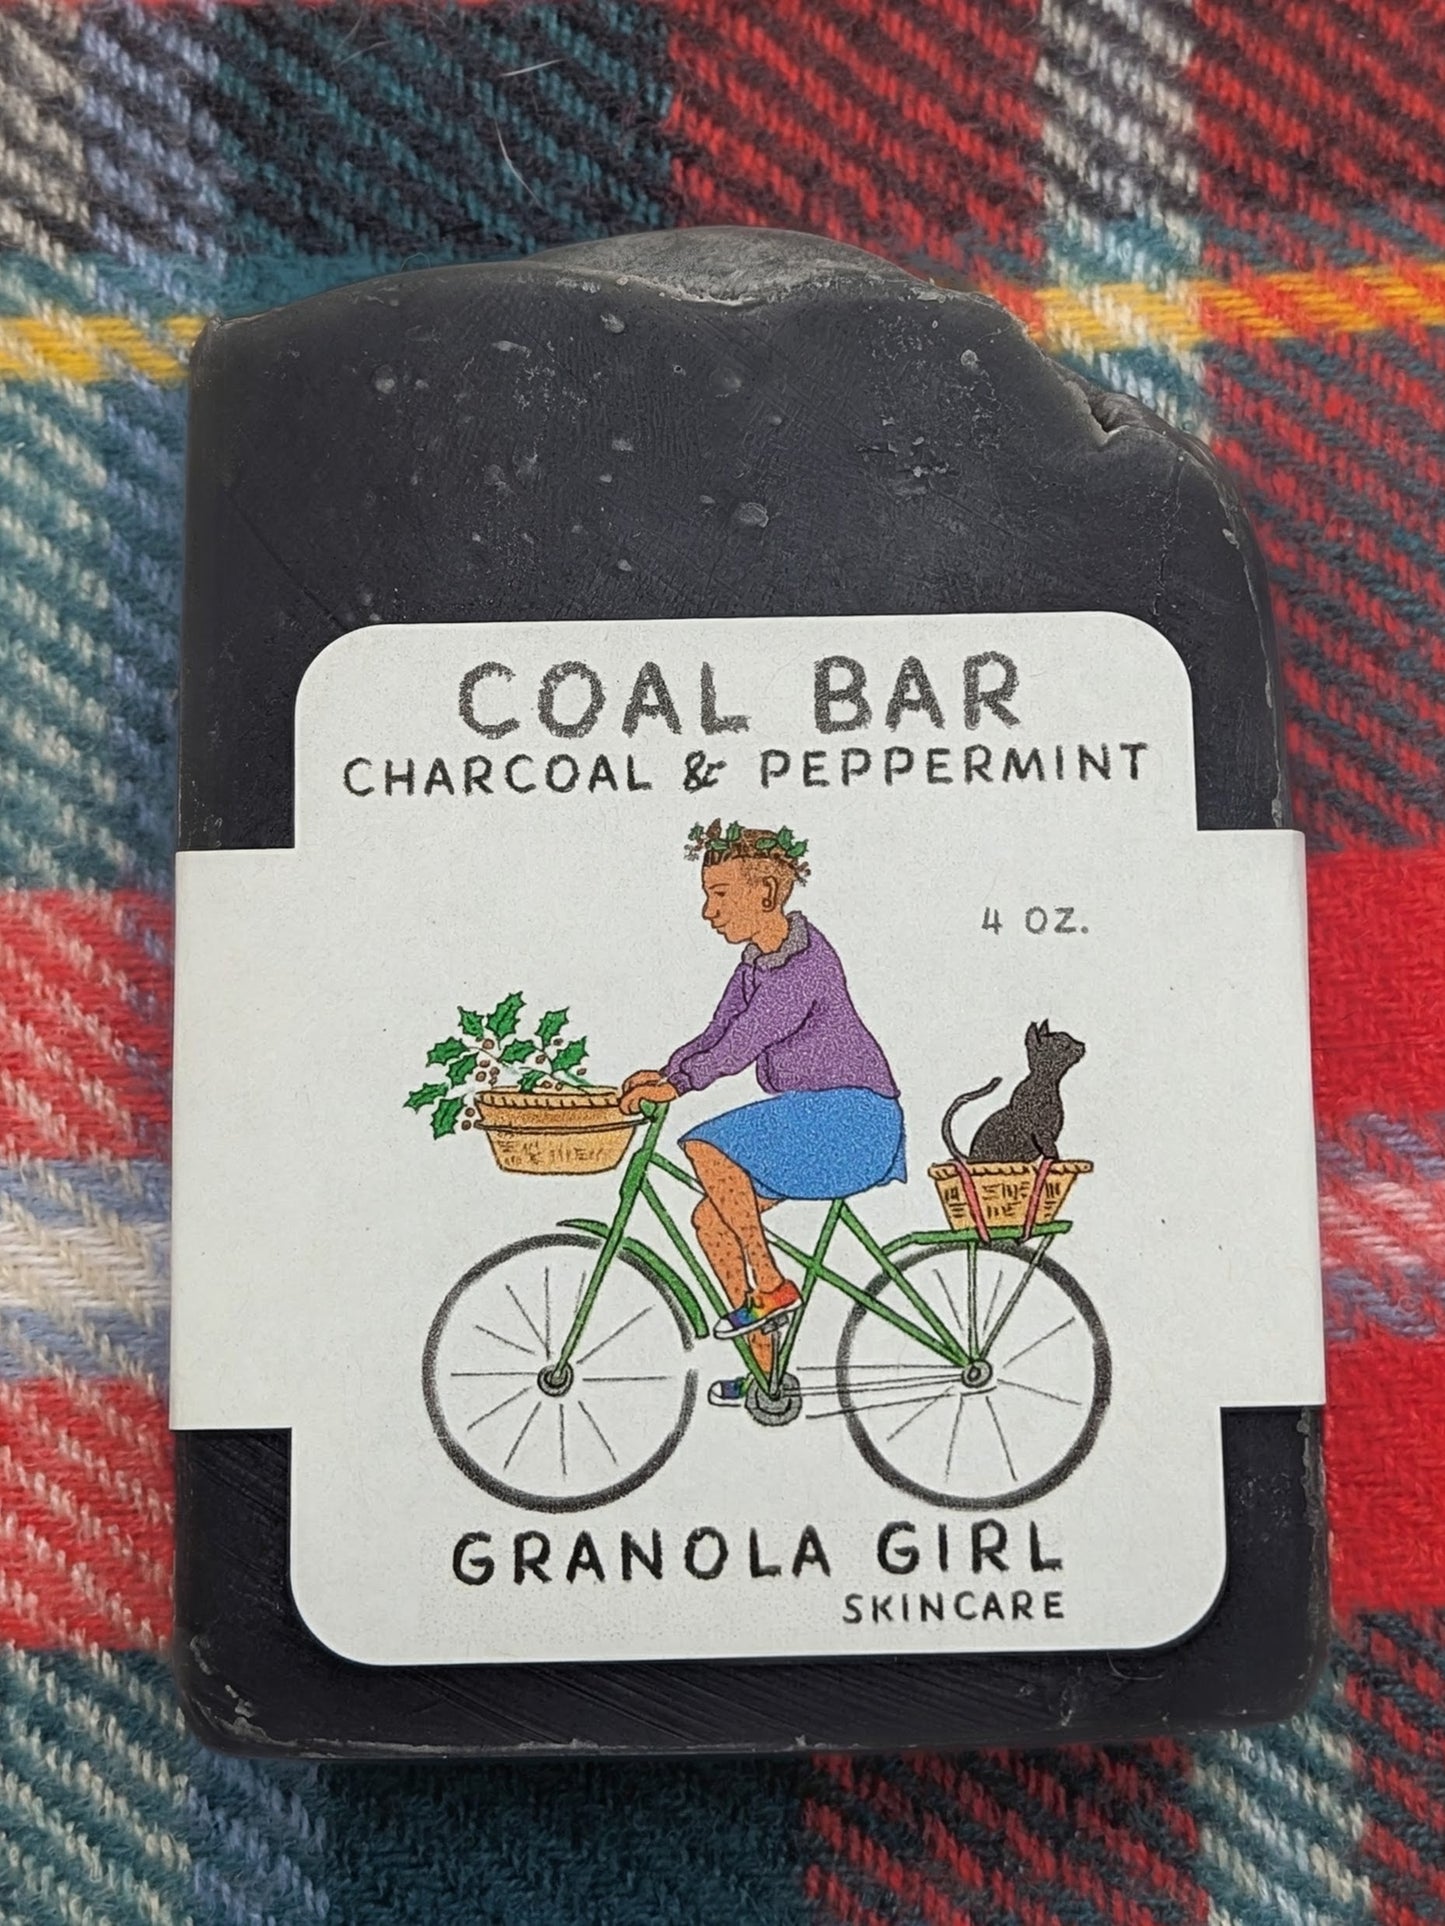 COAL BAR
CHARCOAL & PEPPERMINT
4 OZ.
GRANOLA GIRL
SKINCARE